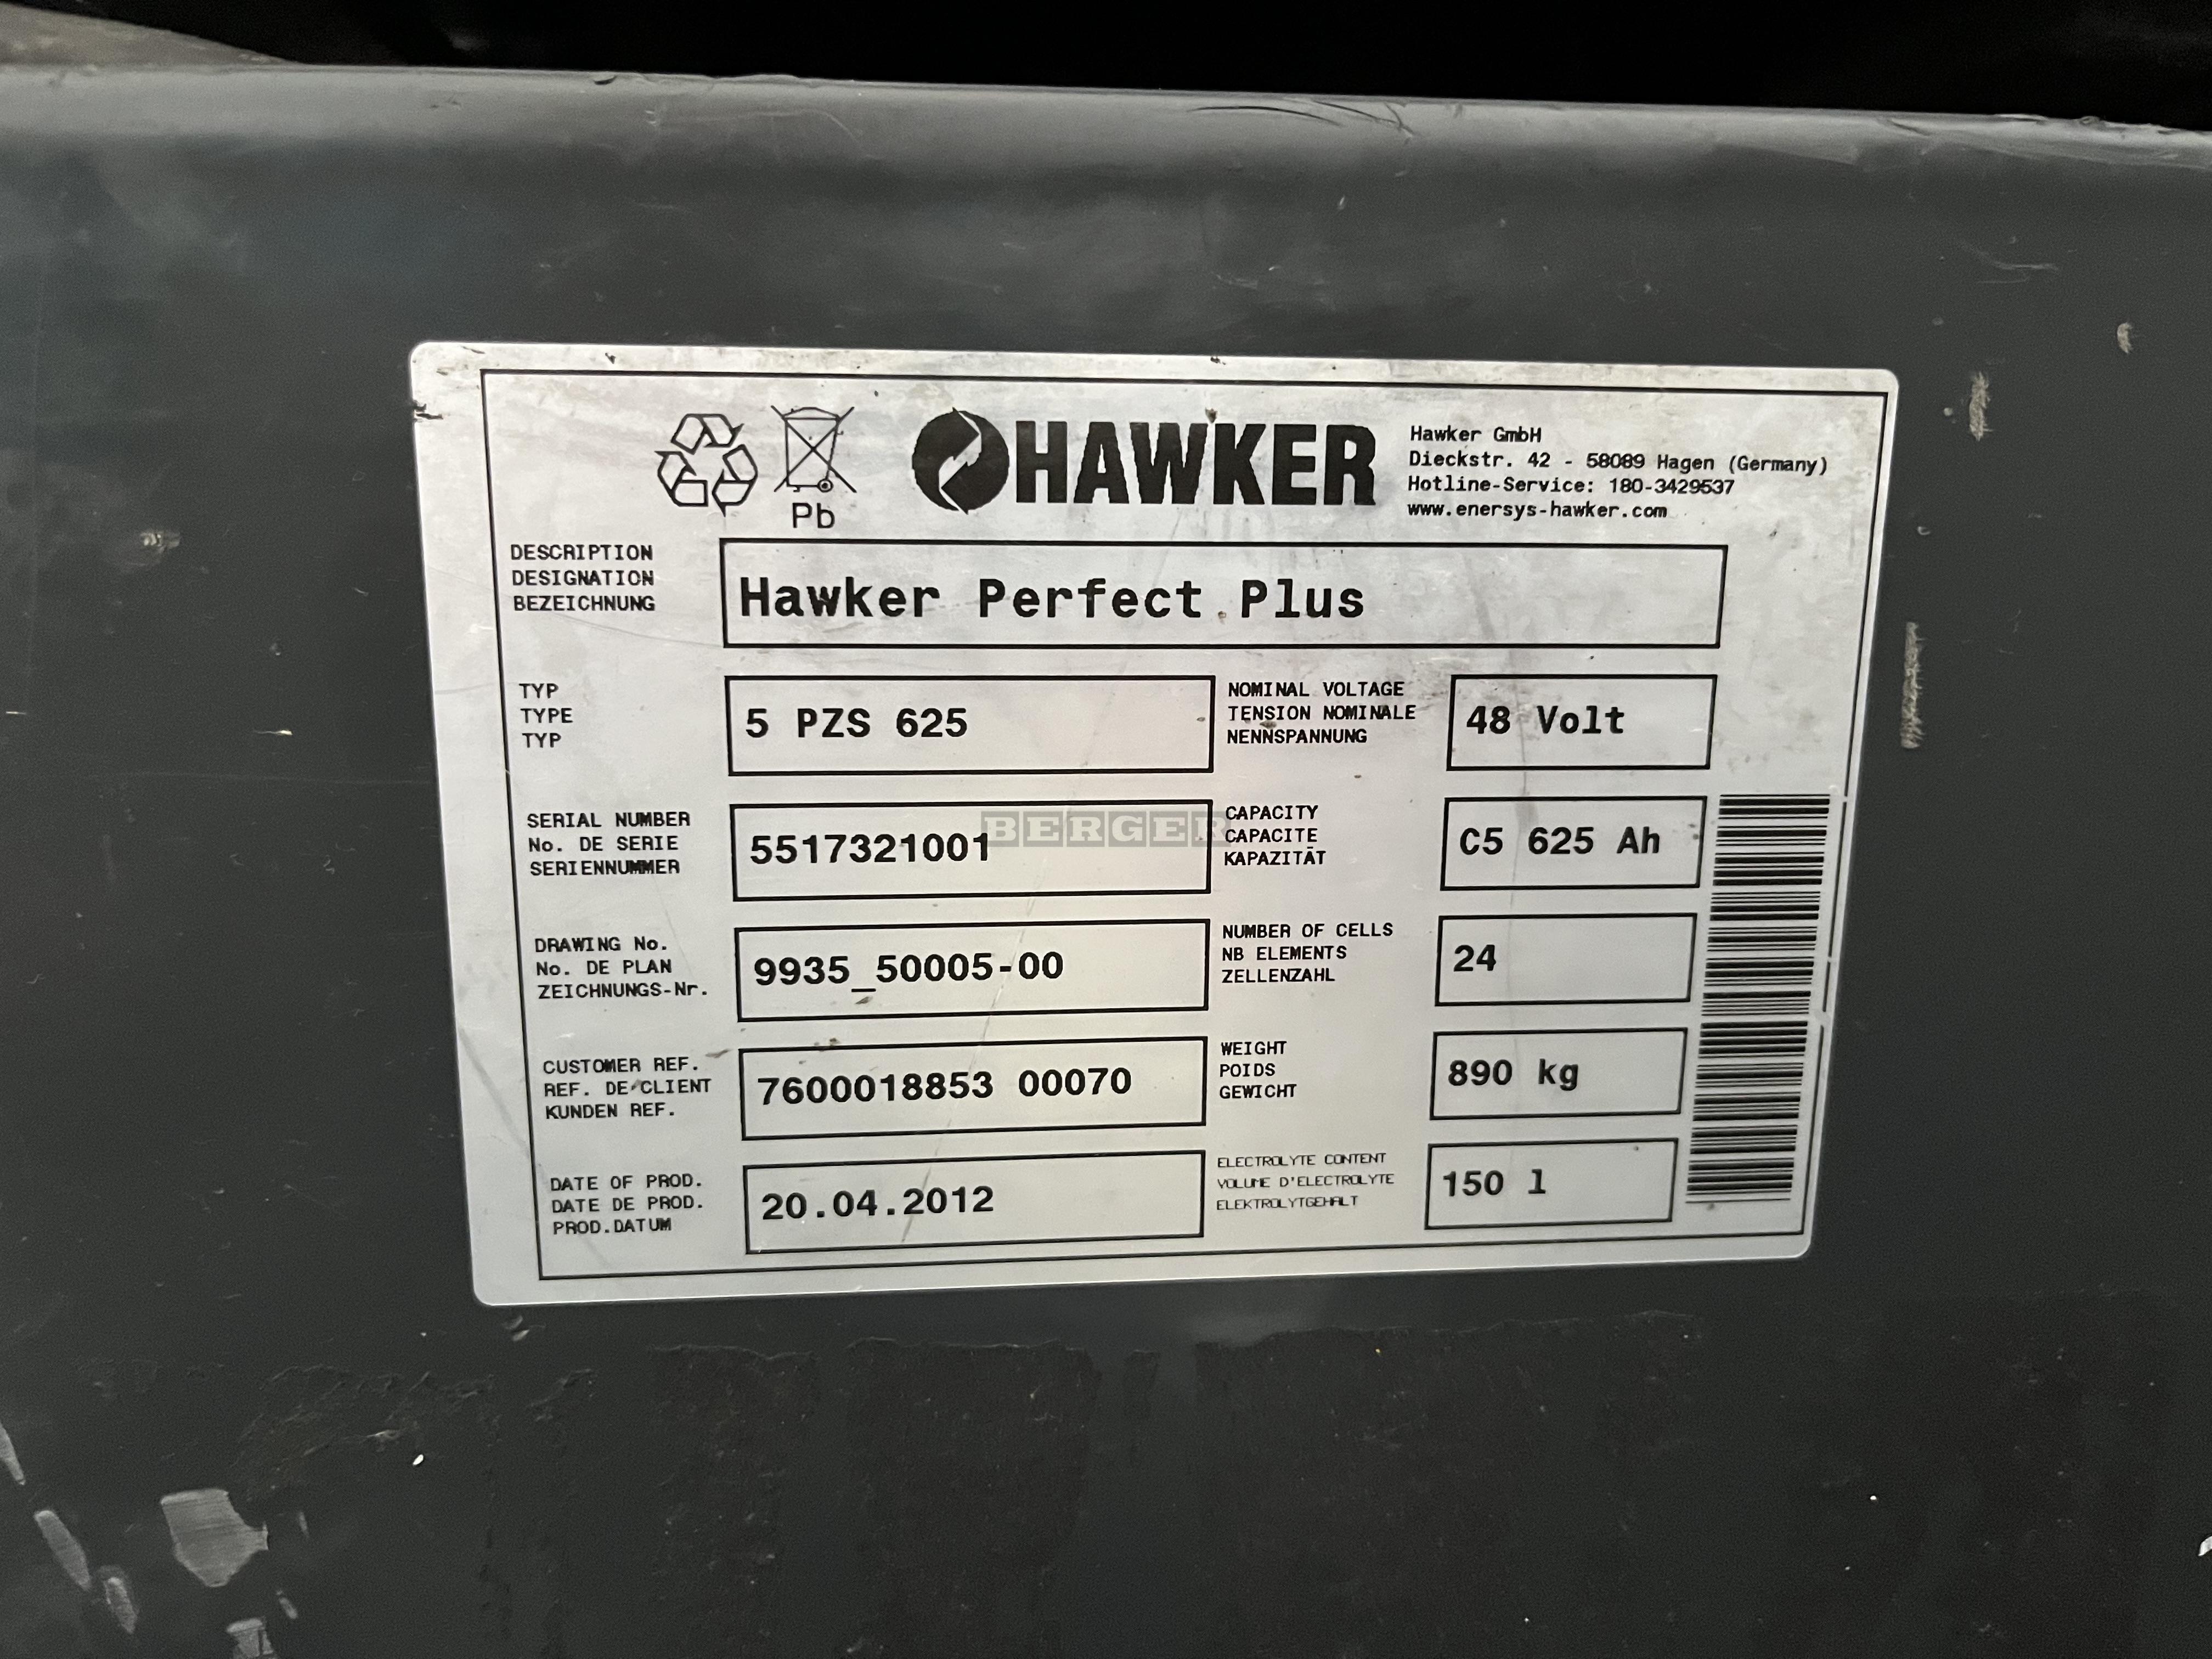 Pb
HAWKER
Hawker GmbH
Dieckstr. 42 - 58089 Hagen (Germany)
Hotline-Service: 180-3429537
www.enersys-hawker.com
DESCRIPTION
DESIGNATION
BEZEICHNUNG
Hawker Perfect Plus
TYP
TYPE
TYP
5 PZS 625
NOMINAL VOLTAGE
TENSION NOMINALE
NENNSPANNUNG
48 Volt
SERIAL NUMBER
No. DE SERIE
SERIENNUMMER
5517321001
BERGER
CAPACITY
CAPACITE
KAPAZITÄT
C5 625 Ah
DRAWING No.
No. DE PLAN
ZEICHNUNGS-Nr.
9935_50005-00
NUMBER OF CELLS
NB ELEMENTS
ZELLENZAHL
24
CUSTOMER REF.
REF. DE CLIENT
KUNDEN REF.
7600018853 00070
WEIGHT
POIDS
GEWICHT
890 kg
DATE OF PROD.
DATE DE PROD.
PROD.DATUM
20.04.2012
ELECTROLYTE CONTENT
VOLUME D'ELECTROLYTE
ELEKTROLYTGEHALT
150 l